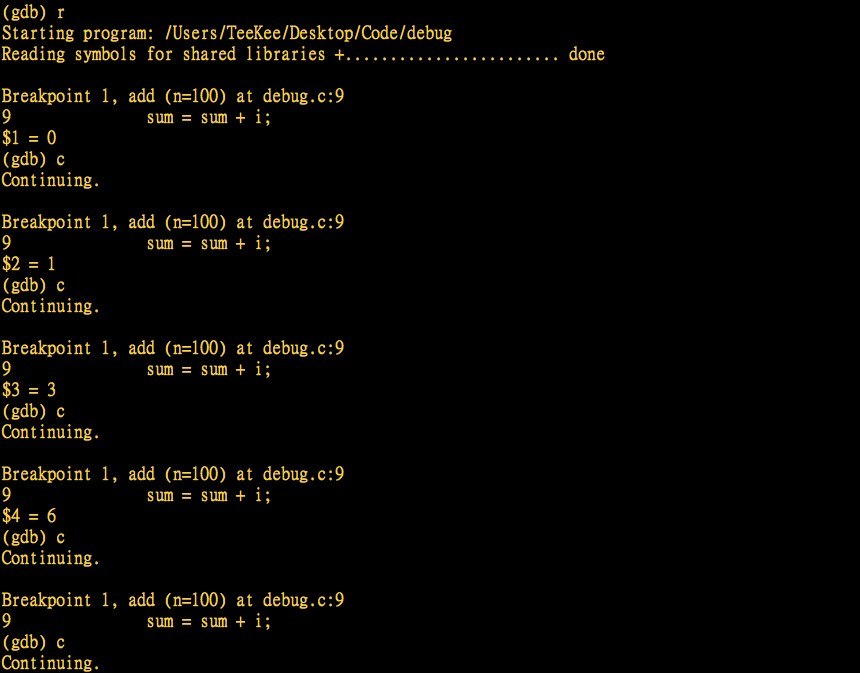 (gdb) r
Starting program: /Users/TeeKee/Desktop/Code/debug
Reading symbols for shared libraries +........................ done
Breakpoint 1, add (n=100) at debug.c:9
9               sum = sum + i;
$1 = 0
(gdb) c
Continuing.
Breakpoint 1, add (n=100) at debug.c:9
9               sum = sum + i;
$2 = 1
(gdb) c
Continuing.
Breakpoint 1, add (n=100) at debug.c:9
9               sum = sum + i;
$3 = 3
(gdb) c
Continuing.
Breakpoint 1, add (n=100) at debug.c:9
9               sum = sum + i;
$4 = 6
(gdb) c
Continuing.
Breakpoint 1, add (n=100) at debug.c:9
9               sum = sum + i;
(gdb) c
Continuing.